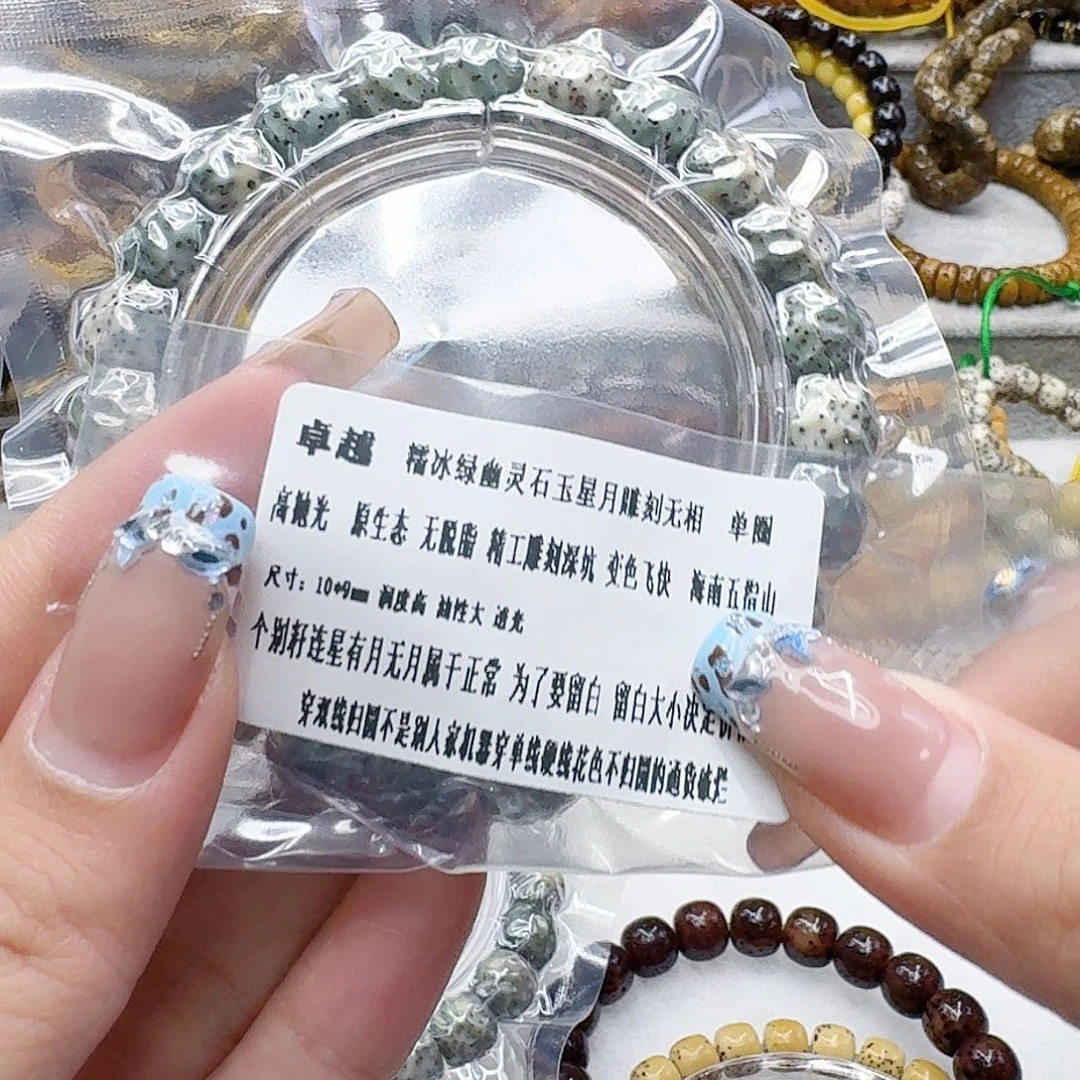 卓越 糯冰绿幽灵石玉星月雕刻无相 单圈
高抛光 原生态 无脱脂 精工雕刻深坑 变色飞快 海南五指山
尺寸：10*9mm 润度高 油性大 透光
个别籽连星有月无月属于正常 为了要留白 留白大小决定
穿双线归圆不是别人家机器穿单线硬线花色不归圆的通货破烂